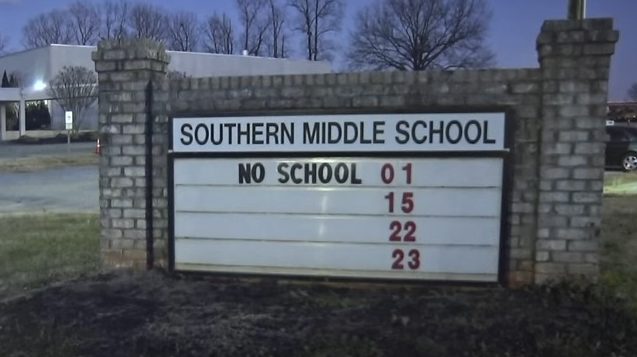 SOUTHERN MIDDLE SCHOOL
NO SCHOOL 01
15
22
23